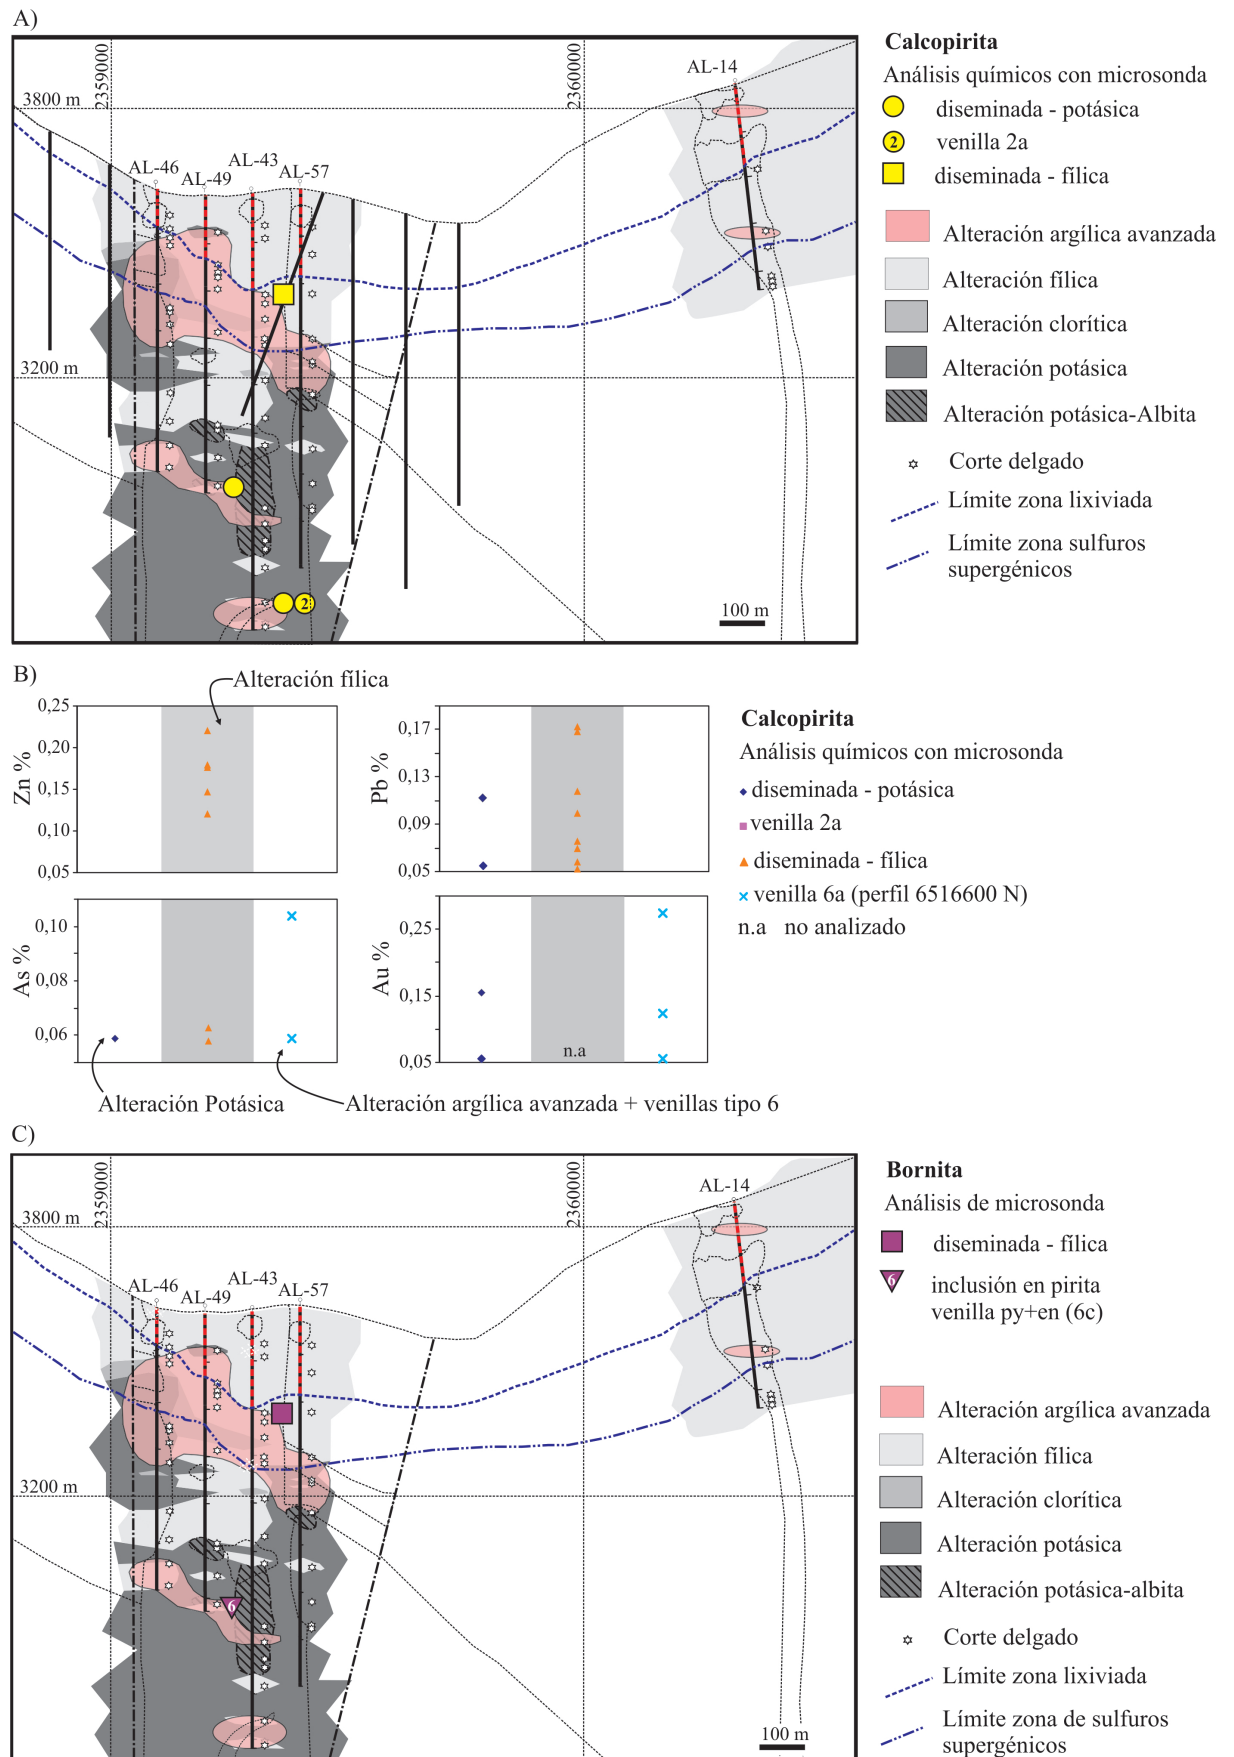 A)
2359000
2360000
AL-14
3800 m
AL-46
AL-49
AL-43
AL-57
3200 m
2
100 m
Calcopirita
Análisis químicos con microsonda
diseminada - potásica
2 venilla 2a
diseminada - fílica
Alteración argílica avanzada
Alteración fílica
Alteración clorítica
Alteración potásica
Alteración potásica-Albita
Corte delgado
Límite zona lixiviada
Límite zona sulfuros
supergénicos
B)
Alteración fílica
Zn %
0,25
0,20
0,15
0,10
0,05
Pb %
0,17
0,13
0,09
0,05
As %
0,10
0,08
0,06
Au %
0,25
0,15
0,05
n.a
Alteración Potásica
Alteración argílica avanzada + venillas tipo 6
Calcopirita
Análisis químicos con microsonda
diseminada - potásica
venilla 2a
diseminada - fílica
venilla 6a (perfil 6516600 N)
n.a no analizado
C)
2359000
2360000
AL-14
3800 m
AL-46
AL-49
AL-43
AL-57
3200 m
6
100 m
Bornita
Análisis de microsonda
diseminada - fílica
6 inclusión en pirita
venilla py+en (6c)
Alteración argílica avanzada
Alteración fílica
Alteración clorítica
Alteración potásica
Alteración potásica-albita
Corte delgado
Límite zona lixiviada
Límite zona de sulfuros
supergénicos